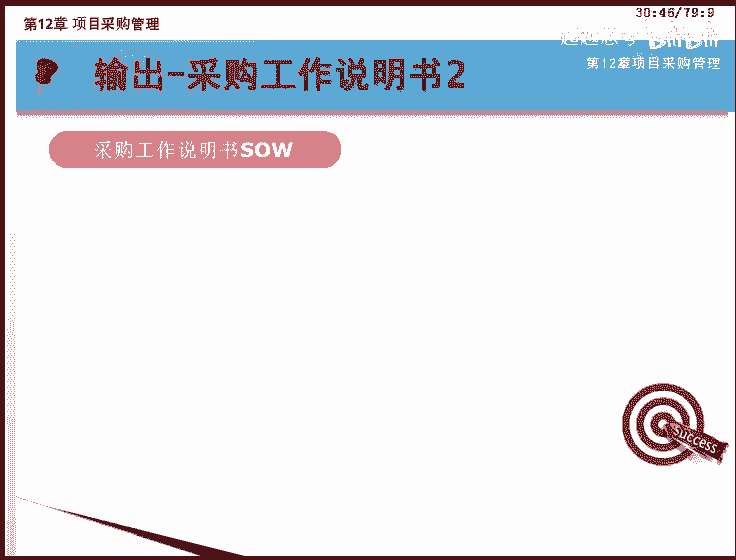 第12章 项目采购管理
30:46/79:9
输出-采购工作说明书2
第12章项目采购管理
采购工作说明书SOW
success